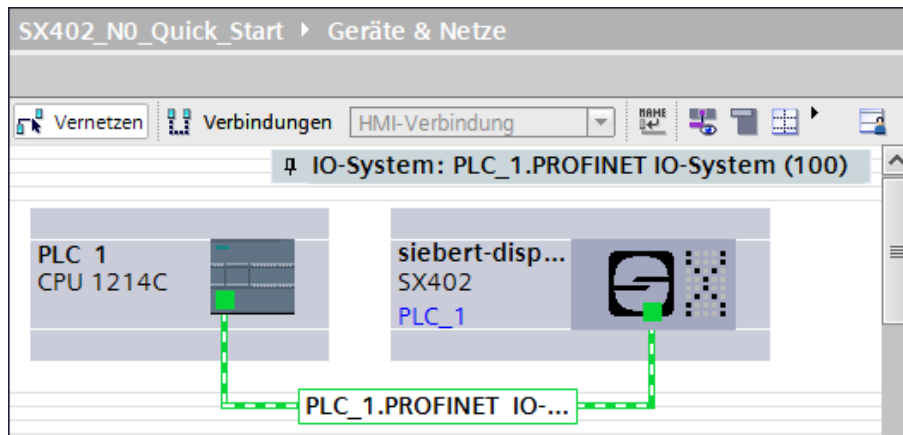 SX402_N0_Quick_Start ▸ Geräte & Netze
Vernetzen Verbindungen HMI-Verbindung NAME
IO-System: PLC_1.PROFINET IO-System (100)
PLC_1
CPU 1214C
siebert-disp...
SX402
PLC_1
PLC_1.PROFINET IO-...